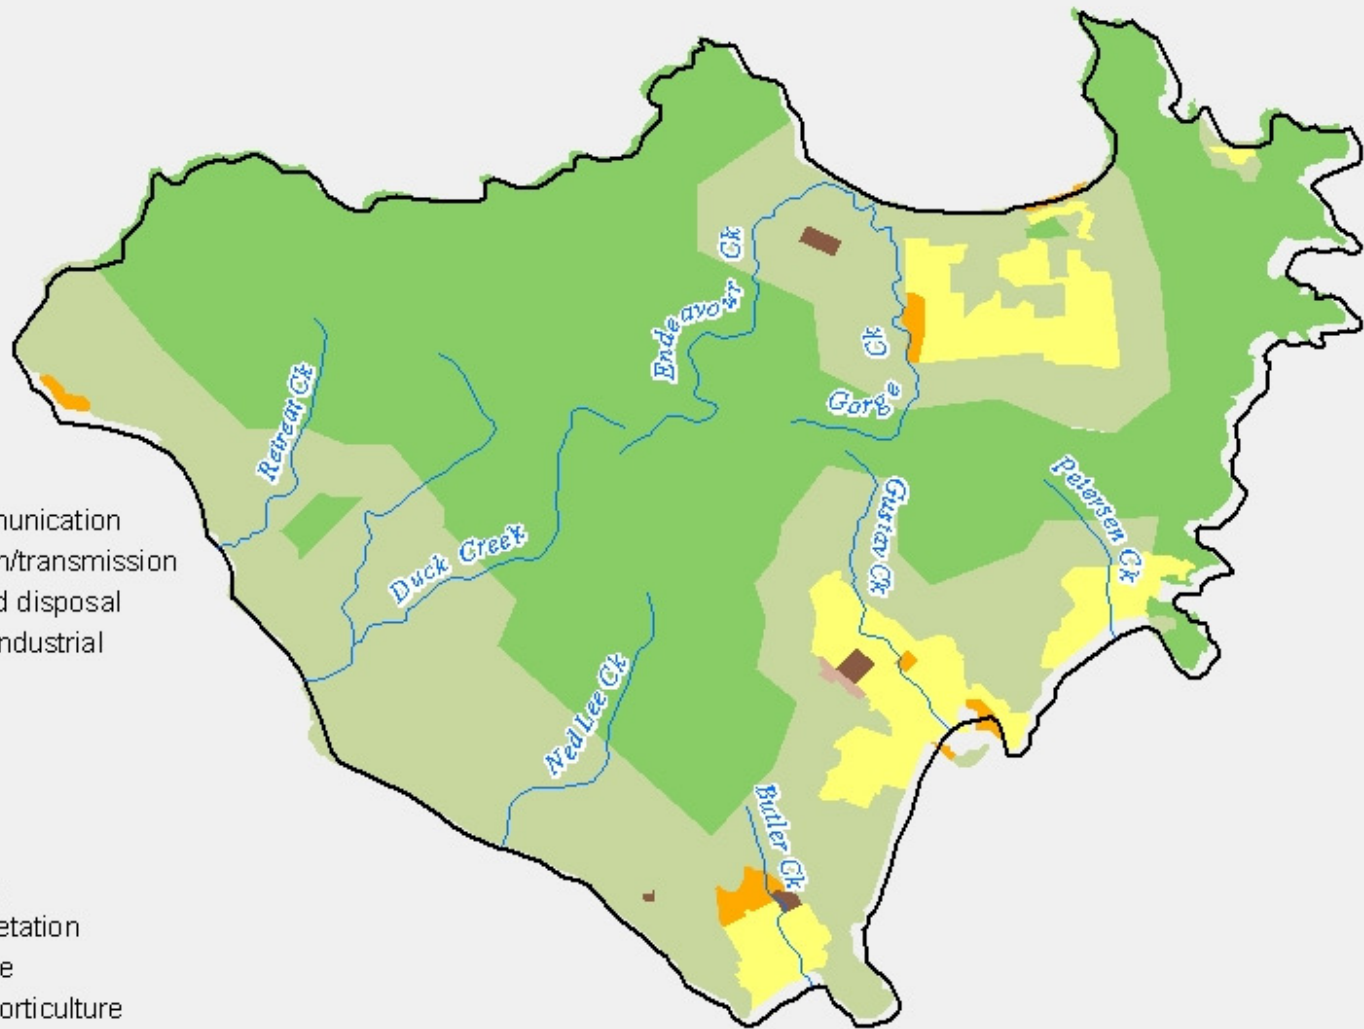 Endeavour Ck
Gorge Ck
Retreat Ck
Petersen Ck
Gustav Ck
munication
n/transmission
Duck Creek
d disposal
ndustrial
Ned Lee Ck
Butler Ck
etation
e
orticulture